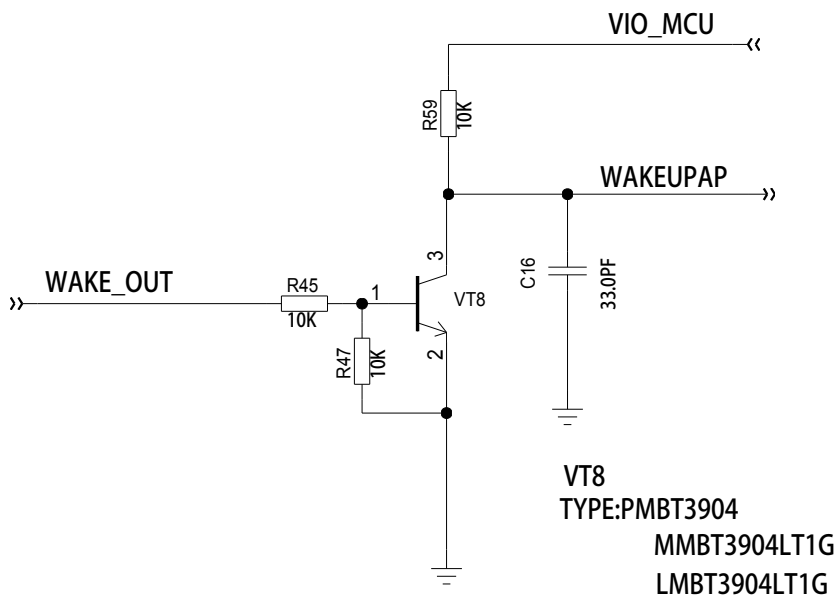 VIO_MCU
R59
10K
WAKEUPAP
3
C16
33.0PF
WAKE_OUT
R45
10K
1
VT8
R47
10K
2
VT8
TYPE:PMBT3904
MMBT3904LT1G
LMBT3904LT1G